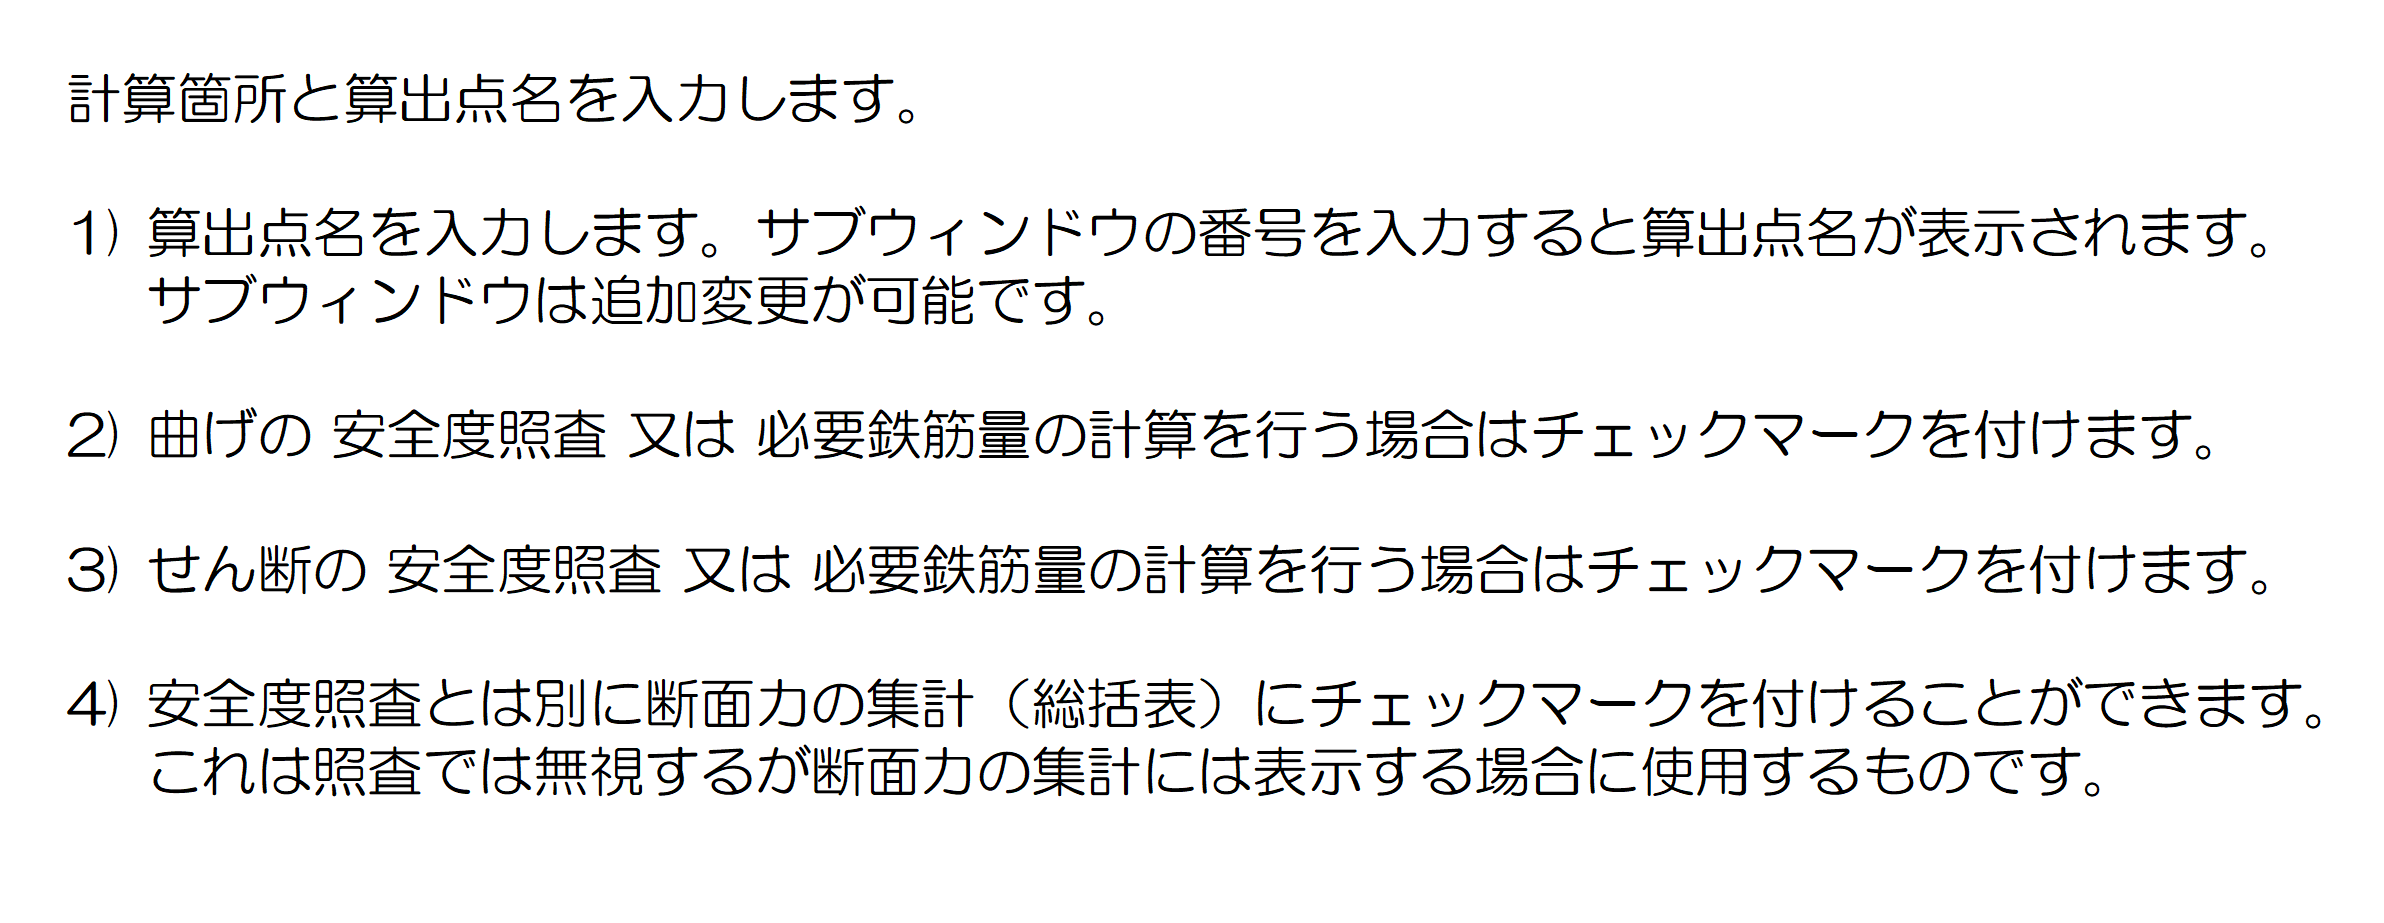 計算箇所と算出点名を入力します。
1) 算出点名を入力します。サブウィンドウの番号を入力すると算出点名が表示されます。
サブウィンドウは追加変更が可能です。
2) 曲げの 安全度照査 又は 必要鉄筋量の計算を行う場合はチェックマークを付けます。
3) せん断の 安全度照査 又は 必要鉄筋量の計算を行う場合はチェックマークを付けます。
4) 安全度照査とは別に断面力の集計（総括表）にチェックマークを付けることができます。
これは照査では無視するが断面力の集計には表示する場合に使用するものです。